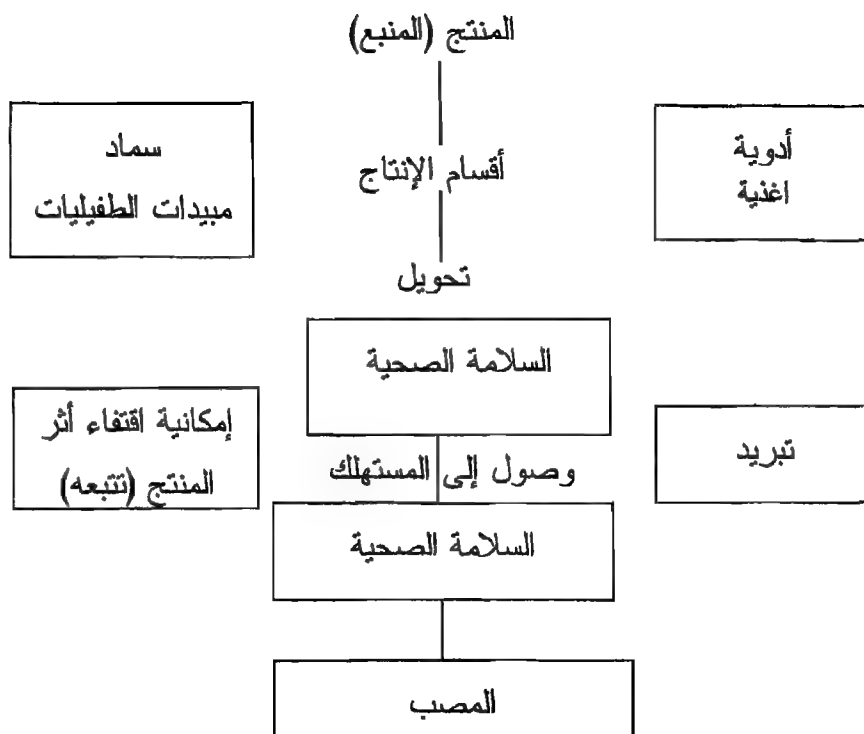 المنتج (المنبع)
أدوية
اغذية
أقسام الإنتاج
سماد
مبيدات الطفيليات
تحويل
السلامة الصحية
تبريد
وصول إلى المستهلك
إمكانية اقتفاء أثر
المنتج (تتبعه)
السلامة الصحية
المصب